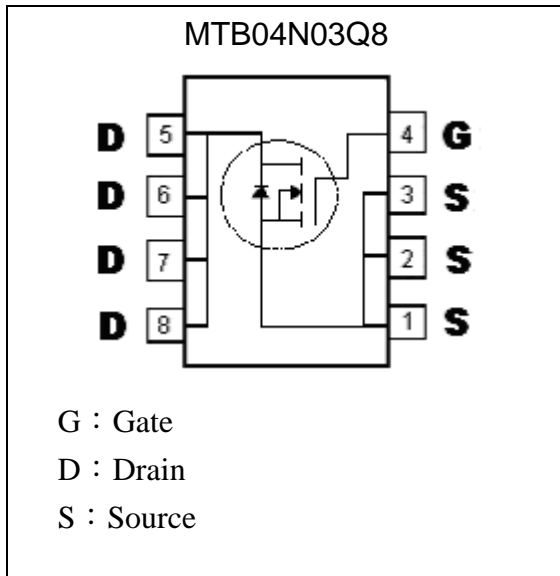 MTB04N03Q8
D 5 4 G
D 6 3 S
D 7 2 S
D 8 1 S
G：Gate
D：Drain
S：Source